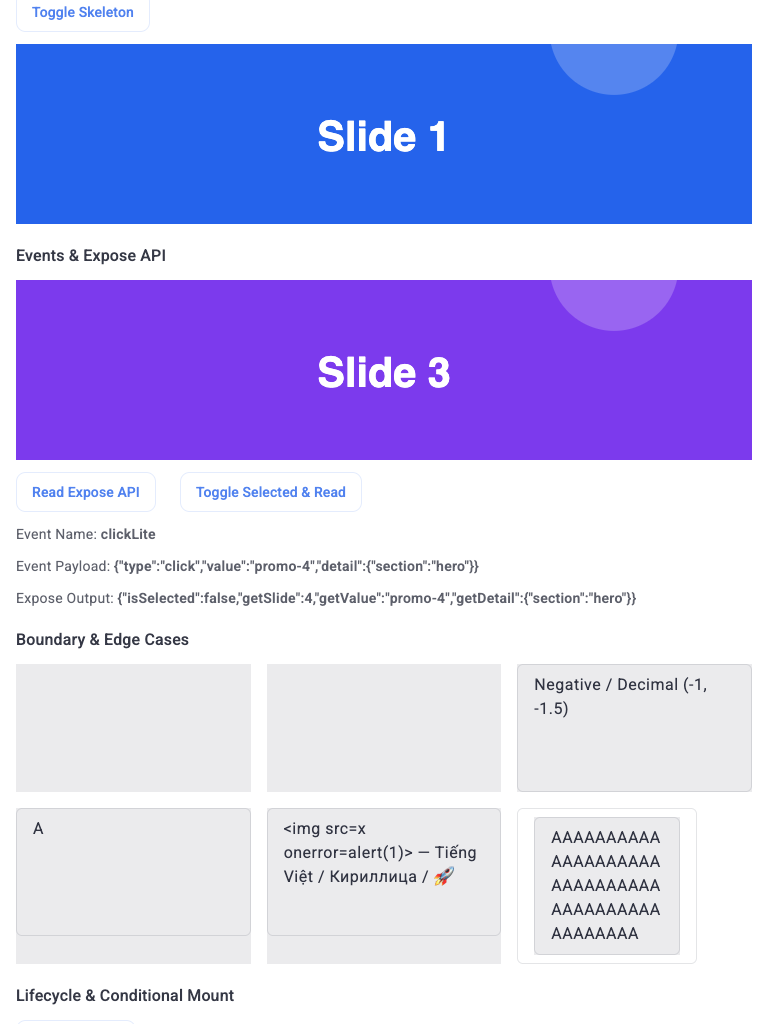 Toggle Skeleton
Slide 1
Events & Expose API
Slide 3
Read Expose API
Toggle Selected & Read
Event Name: clickLite
Event Payload: {"type":"click","value":"promo-4","detail":{"section":"hero"}}
Expose Output: {"isSelected":false,"getSlide":4,"getValue":"promo-4","getDetail":{"section":"hero"}}
Boundary & Edge Cases
Negative / Decimal (-1,
-1.5)
A
<img src=x
onerror=alert(1)> — Tiếng
Việt / Кириллица / 🚀
AAAAAAAAAA
AAAAAAAAAA
AAAAAAAAAA
AAAAAAAAAA
AAAAAAAA
Lifecycle & Conditional Mount